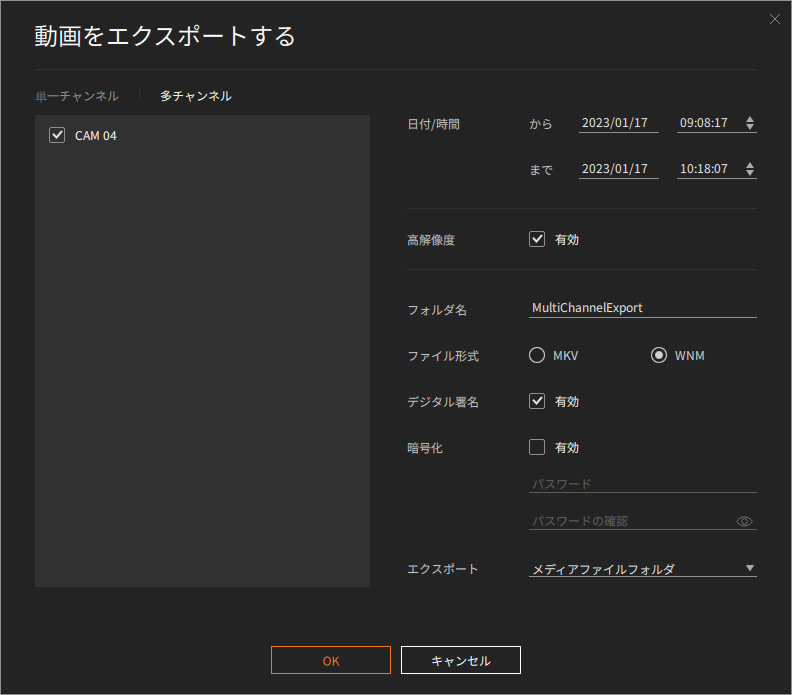 動画をエクスポートする
単一チャンネル 多チャンネル
CAM 04
日付/時間 から 2023/01/17 09:08:17
まで 2023/01/17 10:18:07
高解像度 有効
フォルダ名 MultiChannelExport
ファイル形式 MKV WNM
デジタル署名 有効
暗号化 有効
パスワード
パスワードの確認
エクスポート メディアファイルフォルダ
OK キャンセル